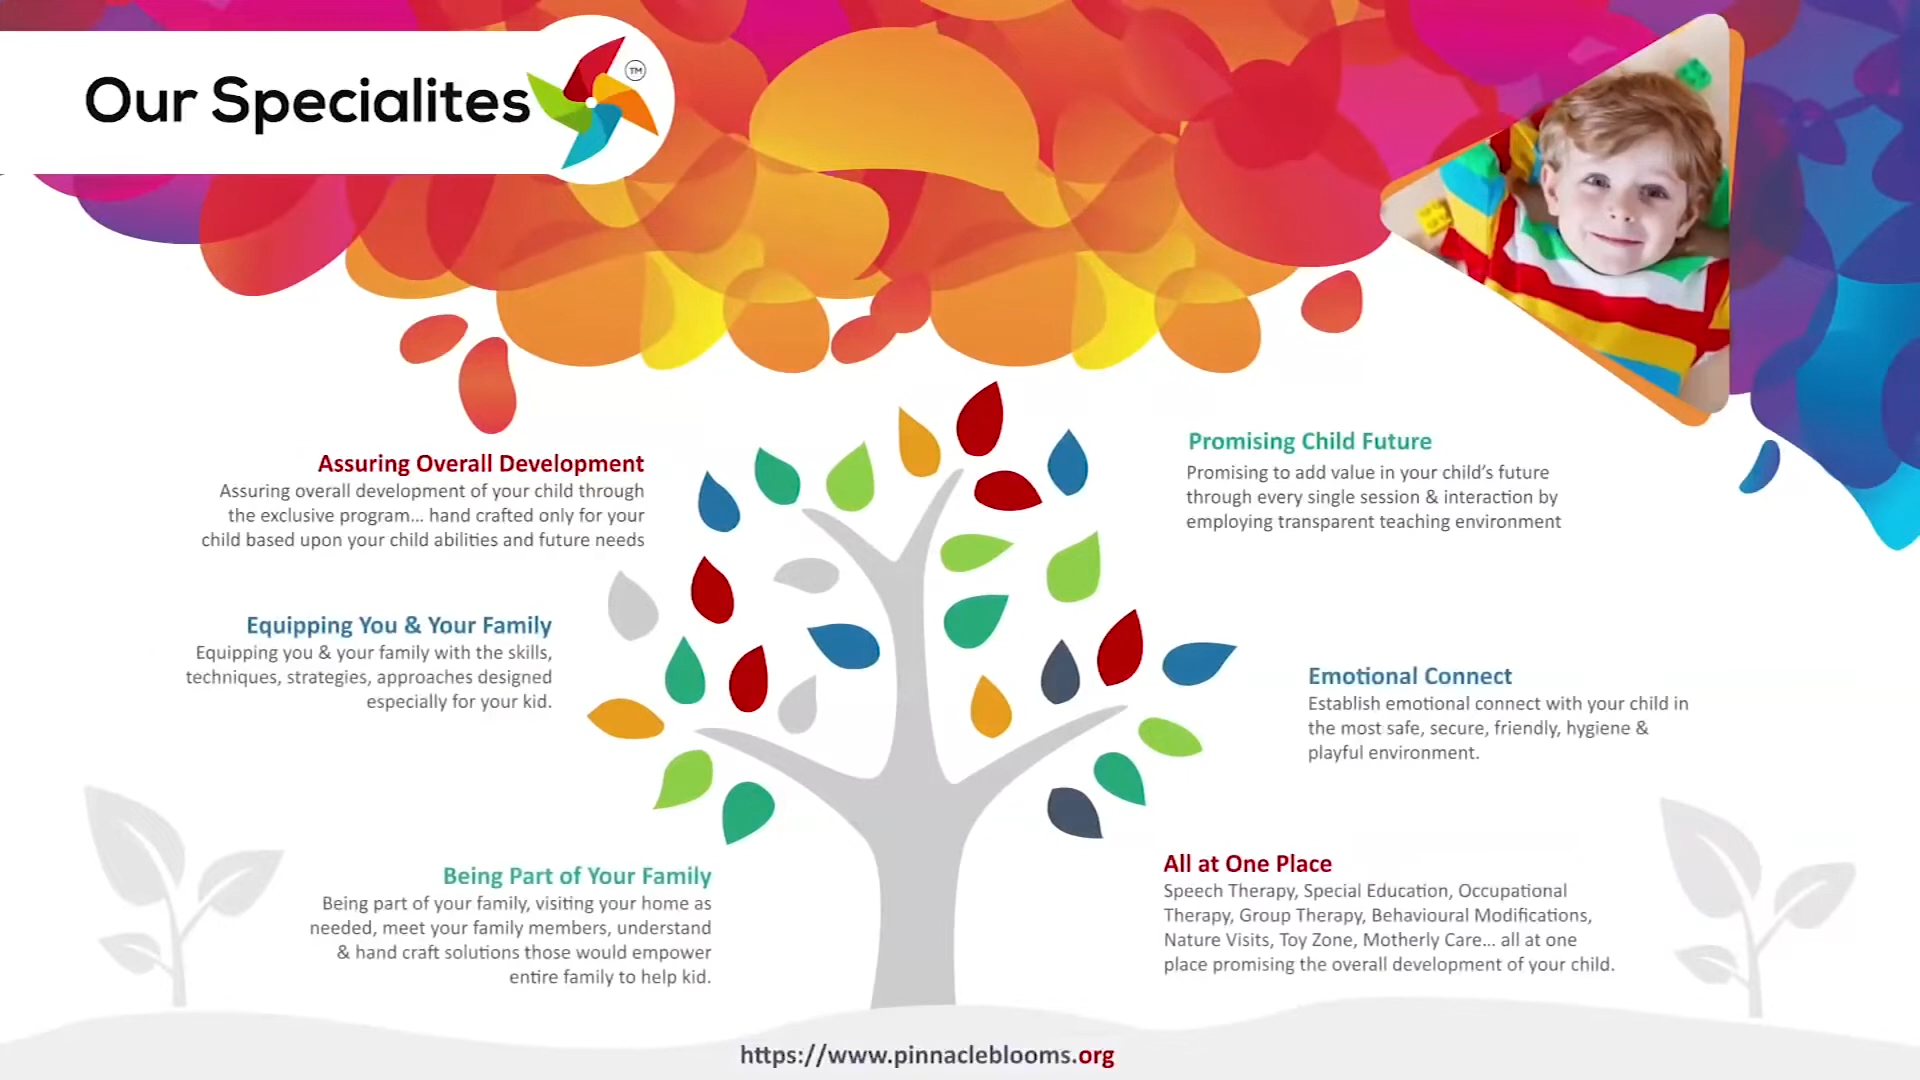 Our Specialites
TM
Assuring Overall Development
Assuring overall development of your child through
the exclusive program... hand crafted only for your
child based upon your child abilities and future needs
Equipping You & Your Family
Equipping you & your family with the skills,
techniques, strategies, approaches designed
especially for your kid.
Being Part of Your Family
Being part of your family, visiting your home as
needed, meet your family members, understand
& hand craft solutions those would empower
entire family to help kid.
Promising Child Future
Promising to add value in your child's future
through every single session & interaction by
employing transparent teaching environment
Emotional Connect
Establish emotional connect with your child in
the most safe, secure, friendly, hygiene &
playful environment.
All at One Place
Speech Therapy, Special Education, Occupational
Therapy, Group Therapy, Behavioural Modifications,
Nature Visits, Toy Zone, Motherly Care... all at one
place promising the overall development of your child.
https://www.pinnacleblooms.org